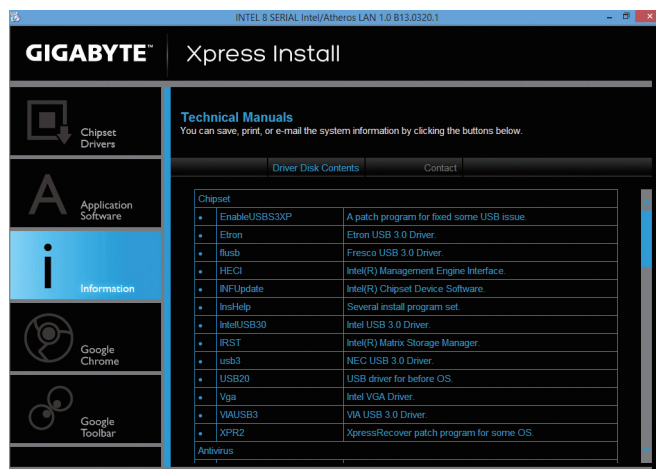 INTEL 8 SERIAL Intel/Atheros LAN 1.0 B13.0320.1
GIGABYTE™
Xpress Install
Chipset
Drivers
Application
Software
Information
Google
Chrome
Google
Toolbar
Technical Manuals
You can save, print, or e-mail the system information by clicking the buttons below.
Driver Disk Contents Contact
Chipset
• EnableUSBS3XP A patch program for fixed some USB issue.
• Etron Etron USB 3.0 Driver.
• flusb Fresco USB 3.0 Driver.
• HECI Intel(R) Management Engine Interface.
• INFUpdate Intel(R) Chipset Device Software.
• InsHelp Several install program set.
• IntelUSB30 Intel USB 3.0 Driver.
• IRST Intel(R) Matrix Storage Manager.
• usb3 NEC USB 3.0 Driver.
• USB20 USB driver for before OS.
• Vga Intel VGA Driver.
• VIAUSB3 VIA USB 3.0 Driver.
• XPR2 XpressRecover patch program for some OS.
Antivirus